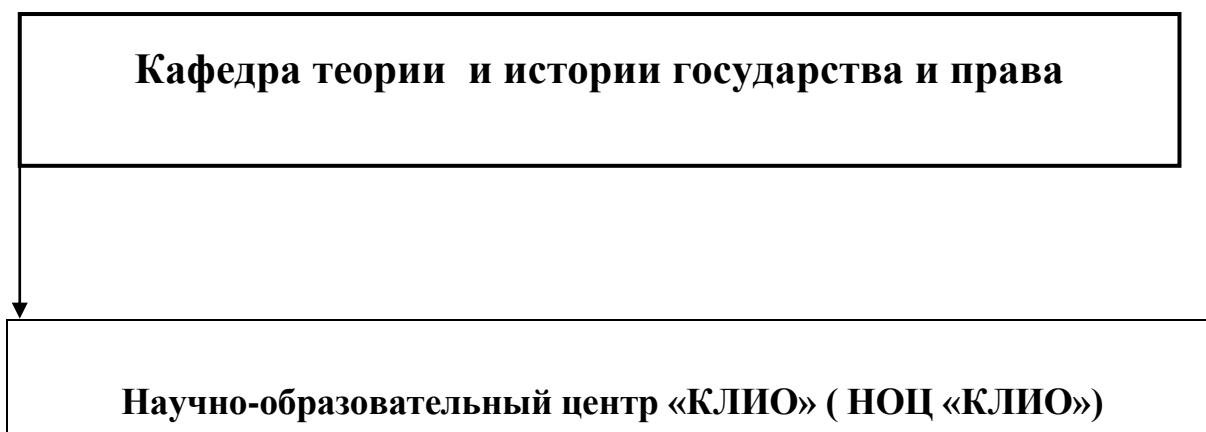 Кафедра теории  и истории государства и права
Научно-образовательный центр «КЛИО» ( НОЦ «КЛИО»)